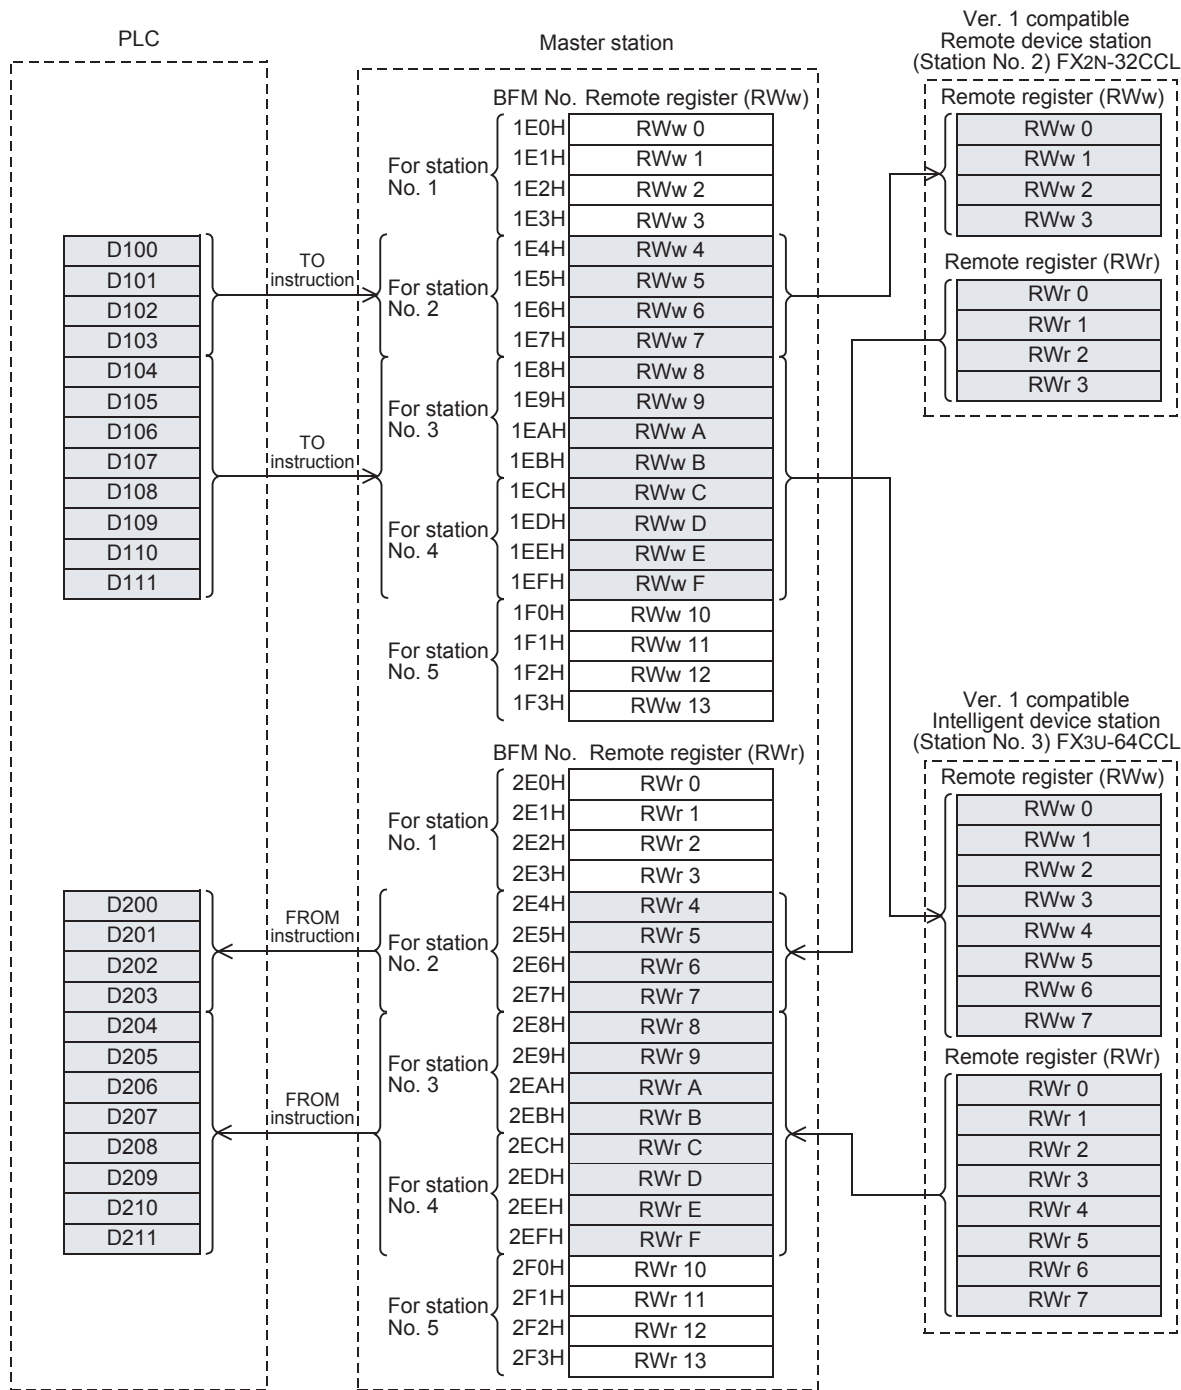 PLC
Master station
Ver. 1 compatible
Remote device station
(Station No. 2) FX2N-32CCL
BFM No. Remote register (RWw)
For station
No. 1
1E0H RWw 0
1E1H RWw 1
1E2H RWw 2
1E3H RWw 3
For station
No. 2
1E4H RWw 4
1E5H RWw 5
1E6H RWw 6
1E7H RWw 7
For station
No. 3
1E8H RWw 8
1E9H RWw 9
1EAH RWw A
1EBH RWw B
For station
No. 4
1ECH RWw C
1EDH RWw D
1EEH RWw E
1EFH RWw F
For station
No. 5
1F0H RWw 10
1F1H RWw 11
1F2H RWw 12
1F3H RWw 13
D100
D101
D102
D103
D104
D105
D106
D107
D108
D109
D110
D111
TO
instruction
TO
instruction
Remote register (RWw)
RWw 0
RWw 1
RWw 2
RWw 3
Remote register (RWr)
RWr 0
RWr 1
RWr 2
RWr 3
BFM No. Remote register (RWr)
For station
No. 1
2E0H RWr 0
2E1H RWr 1
2E2H RWr 2
2E3H RWr 3
For station
No. 2
2E4H RWr 4
2E5H RWr 5
2E6H RWr 6
2E7H RWr 7
For station
No. 3
2E8H RWr 8
2E9H RWr 9
2EAH RWr A
2EBH RWr B
For station
No. 4
2ECH RWr C
2EDH RWr D
2EEH RWr E
2EFH RWr F
For station
No. 5
2F0H RWr 10
2F1H RWr 11
2F2H RWr 12
2F3H RWr 13
D200
D201
D202
D203
D204
D205
D206
D207
D208
D209
D210
D211
FROM
instruction
FROM
instruction
Ver. 1 compatible
Intelligent device station
(Station No. 3) FX3U-64CCL
Remote register (RWw)
RWw 0
RWw 1
RWw 2
RWw 3
RWw 4
RWw 5
RWw 6
RWw 7
Remote register (RWr)
RWr 0
RWr 1
RWr 2
RWr 3
RWr 4
RWr 5
RWr 6
RWr 7